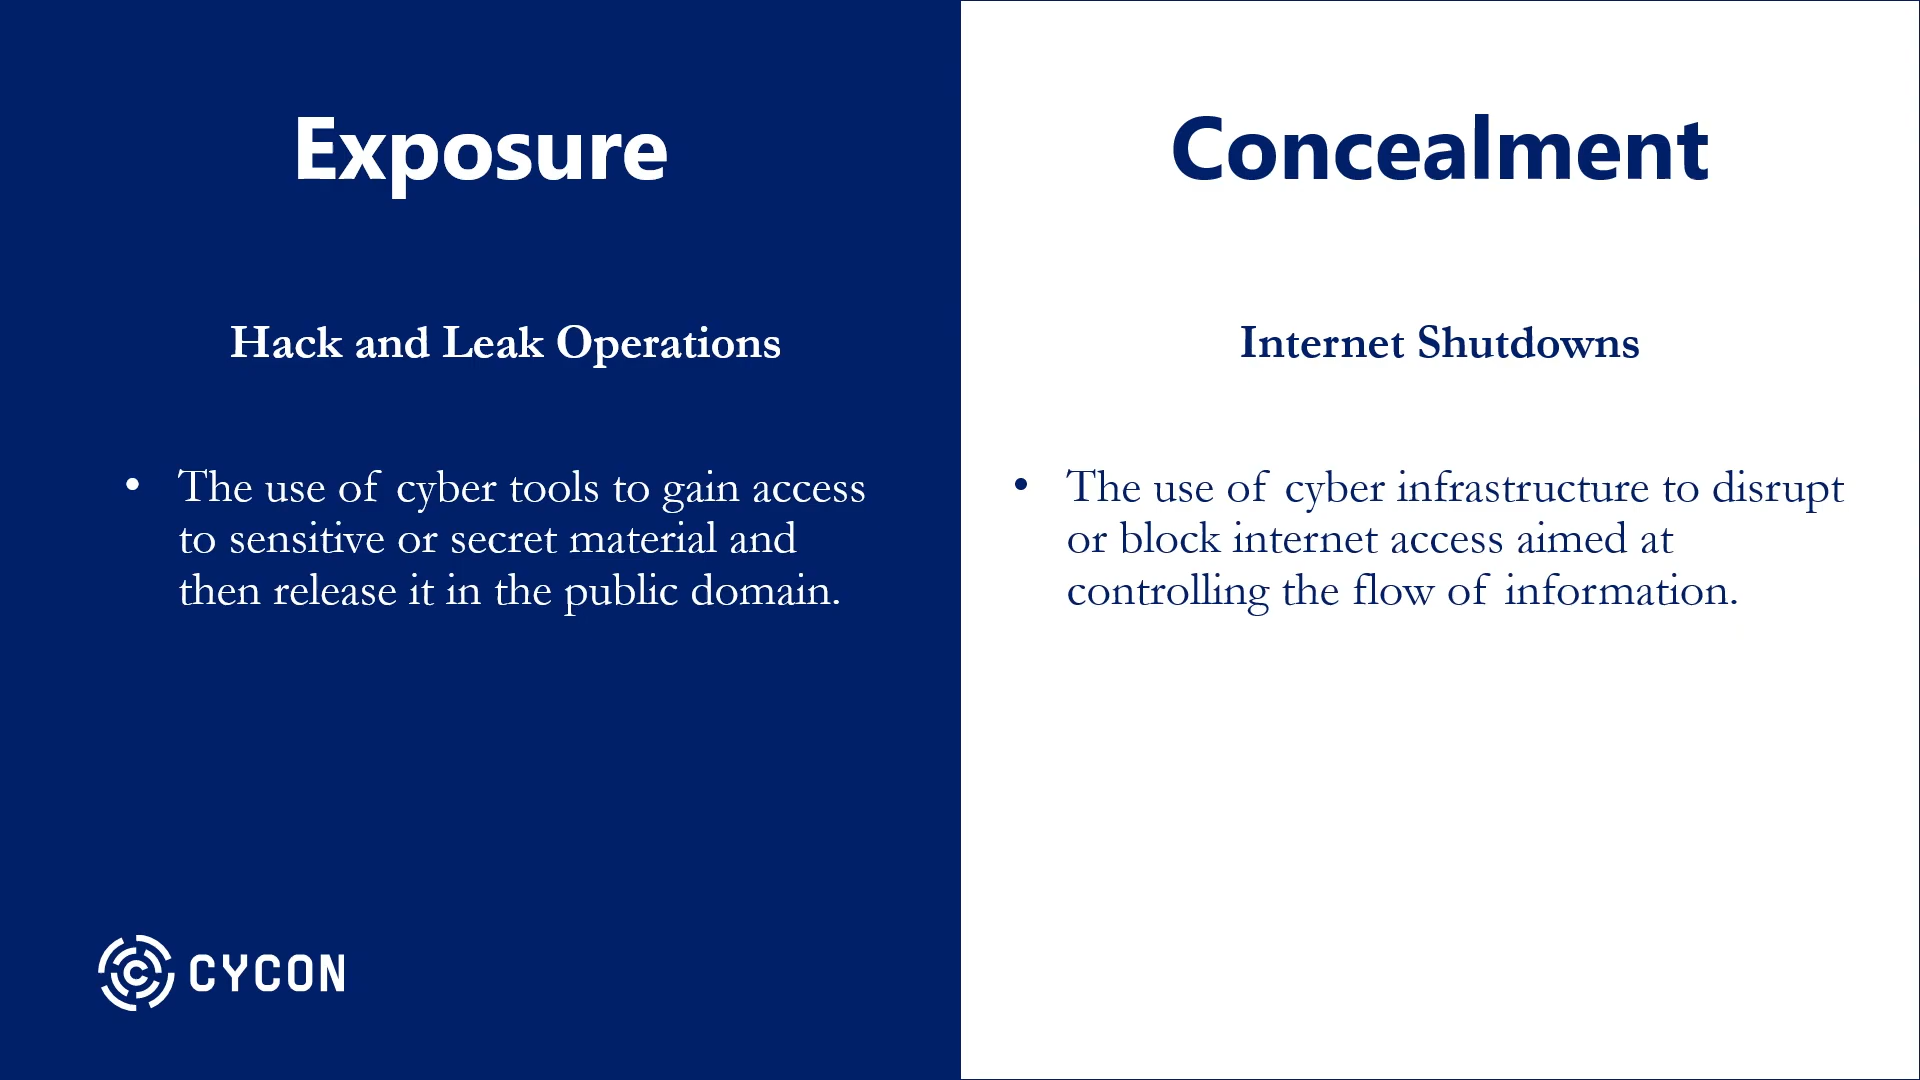 Exposure
Hack and Leak Operations
• The use of cyber tools to gain access
to sensitive or secret material and
then release it in the public domain.
CYCON
Concealment
Internet Shutdowns
• The use of cyber infrastructure to disrupt
or block internet access aimed at
controlling the flow of information.